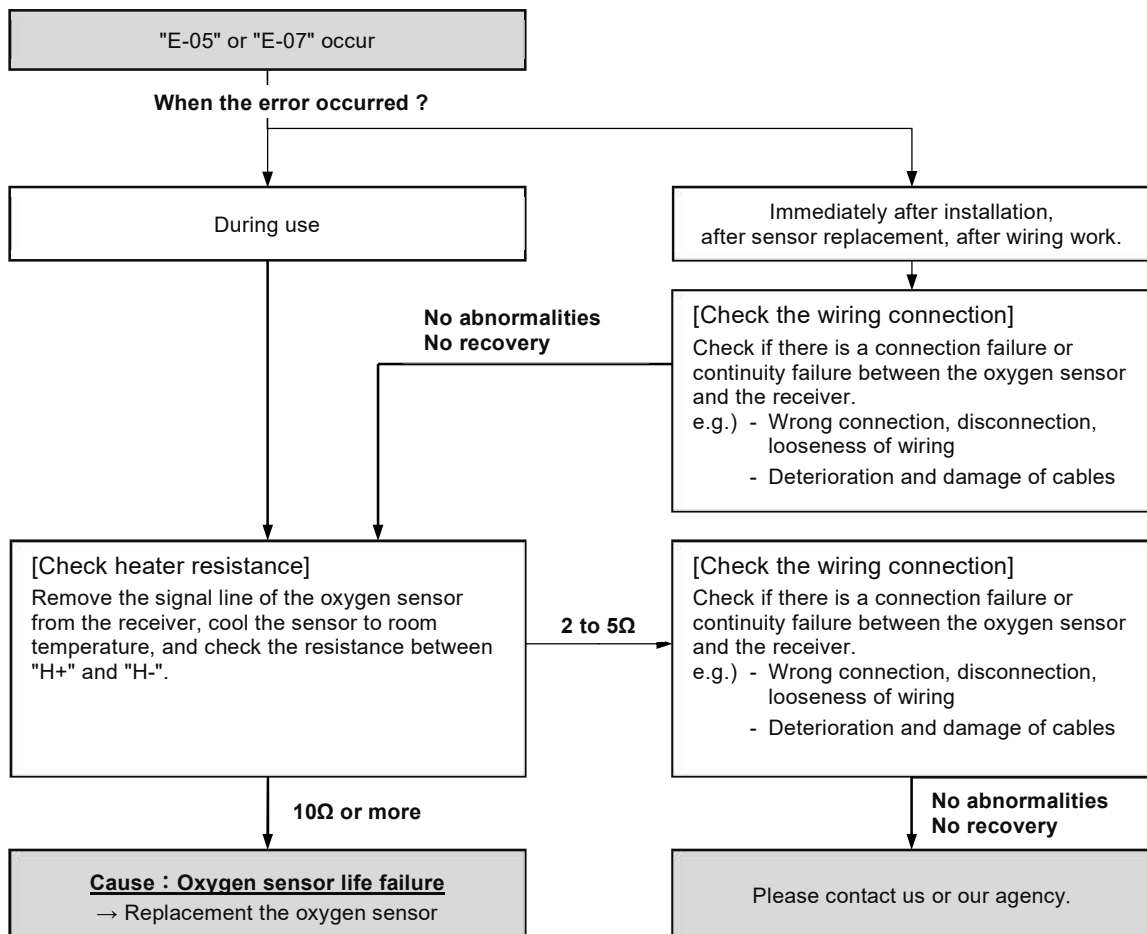 "E-05" or "E-07" occur
When the error occurred ?
During use
Immediately after installation,
after sensor replacement, after wiring work.
No abnormalities
No recovery
[Check the wiring connection]
Check if there is a connection failure or
continuity failure between the oxygen sensor
and the receiver.
e.g.) - Wrong connection, disconnection,
looseness of wiring
- Deterioration and damage of cables
[Check heater resistance]
Remove the signal line of the oxygen sensor
from the receiver, cool the sensor to room
temperature, and check the resistance between
"H+" and "H-".
2 to 5Ω
[Check the wiring connection]
Check if there is a connection failure or
continuity failure between the oxygen sensor
and the receiver.
e.g.) - Wrong connection, disconnection,
looseness of wiring
- Deterioration and damage of cables
10Ω or more
No abnormalities
No recovery
Cause：Oxygen sensor life failure
→ Replacement the oxygen sensor
Please contact us or our agency.